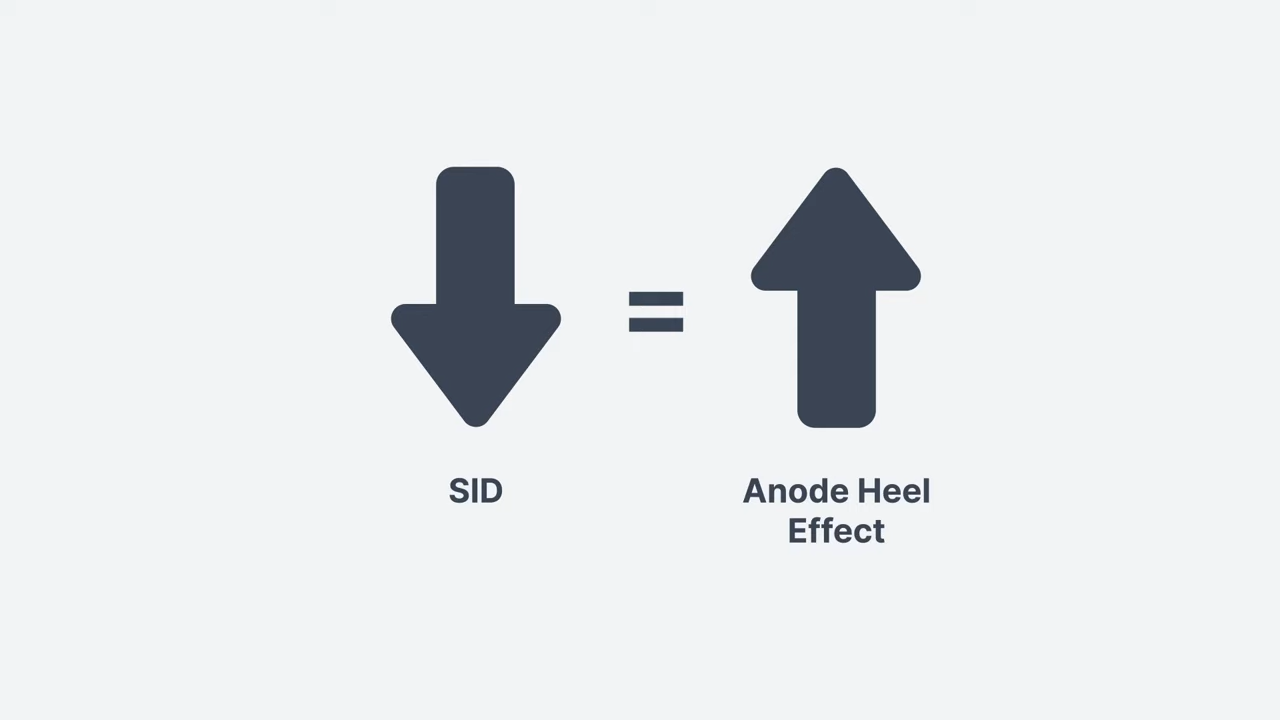 =
SID
Anode Heel
Effect